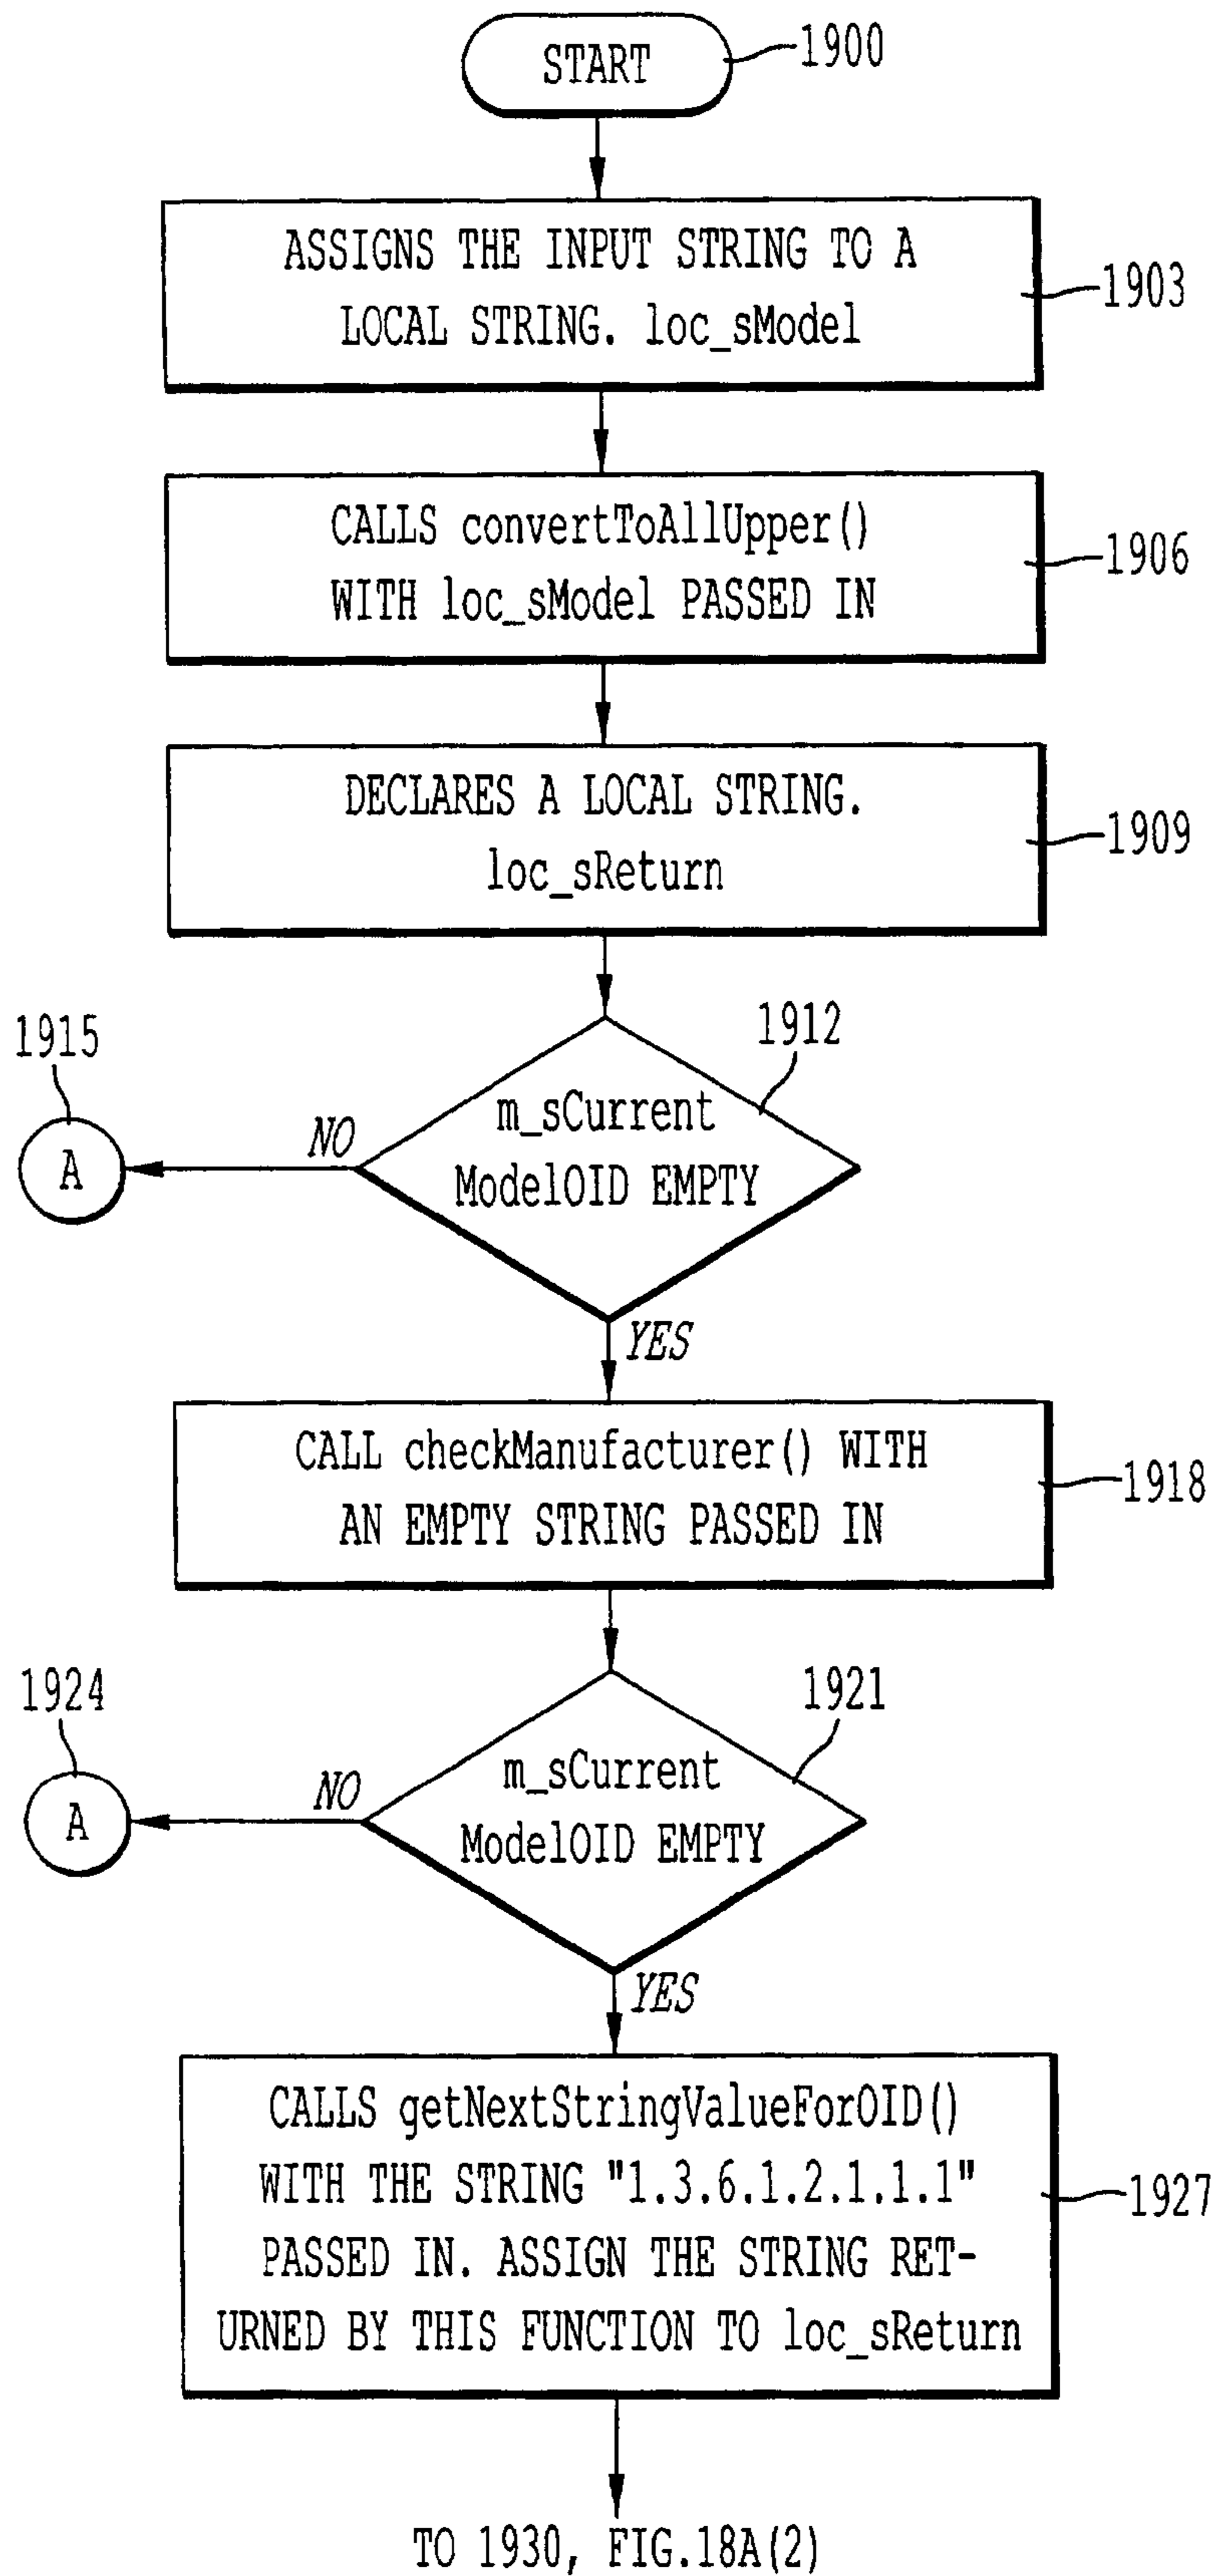 START
1900
ASSIGNS THE INPUT STRING TO A
LOCAL STRING. loc_sModel
1903
CALLS convertToAllUpper()
WITH loc_sModel PASSED IN
1906
DECLARES A LOCAL STRING.
loc_sReturn
1909
1915
A
NO
1912
m_sCurrent
ModelOID EMPTY
YES
CALL checkManufacturer() WITH
AN EMPTY STRING PASSED IN
1918
1924
A
NO
1921
m_sCurrent
ModelOID EMPTY
YES
CALLS getNextStringValueForOID()
WITH THE STRING "1.3.6.1.2.1.1.1"
PASSED IN. ASSIGN THE STRING RET-
URNED BY THIS FUNCTION TO loc_sReturn
1927
TO 1930, FIG.18A(2)